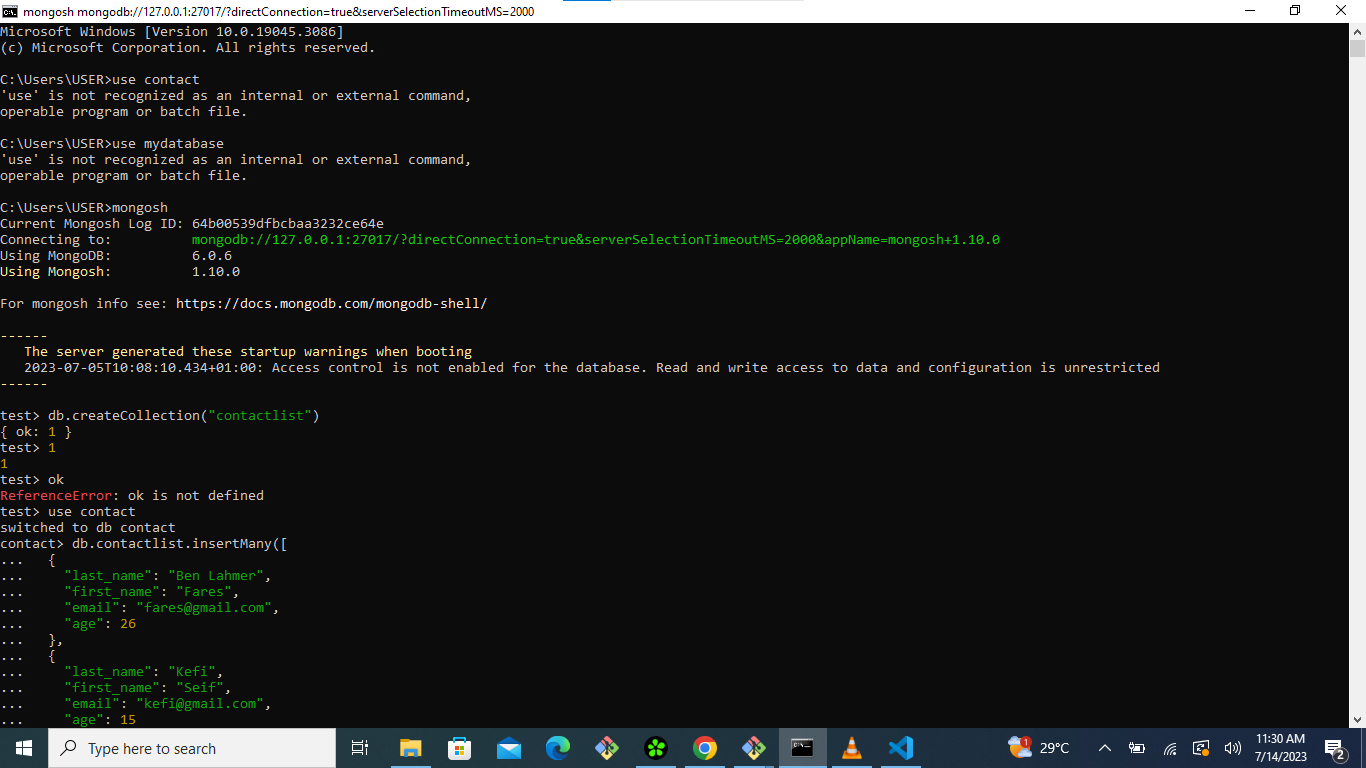 mongosh mongodb://127.0.0.1:27017/?directConnection=true&serverSelectionTimeoutMS=2000
Microsoft Windows [Version 10.0.19045.3086]
(c) Microsoft Corporation. All rights reserved.
C:\Users\USER>use contact
'use' is not recognized as an internal or external command,
operable program or batch file.
C:\Users\USER>use mydatabase
'use' is not recognized as an internal or external command,
operable program or batch file.
C:\Users\USER>mongosh
Current Mongosh Log ID: 64b00539dfbcbaa3232ce64e
Connecting to:          mongodb://127.0.0.1:27017/?directConnection=true&serverSelectionTimeoutMS=2000&appName=mongosh+1.10.0
Using MongoDB:          6.0.6
Using Mongosh:          1.10.0
For mongosh info see: https://docs.mongodb.com/mongodb-shell/
------
   The server generated these startup warnings when booting
   2023-07-05T10:08:10.434+01:00: Access control is not enabled for the database. Read and write access to data and configuration is unrestricted
------
test> db.createCollection("contactlist")
{ ok: 1 }
test> 1
1
test> ok
ReferenceError: ok is not defined
test> use contact
switched to db contact
contact> db.contactlist.insertMany([
...   {
...     "last_name": "Ben Lahmer",
...     "first_name": "Fares",
...     "email": "fares@gmail.com",
...     "age": 26
...   },
...   {
...     "last_name": "Kefi",
...     "first_name": "Seif",
...     "email": "kefi@gmail.com",
...     "age": 15
Type here to search
1
29°C
11:30 AM
7/14/2023
2